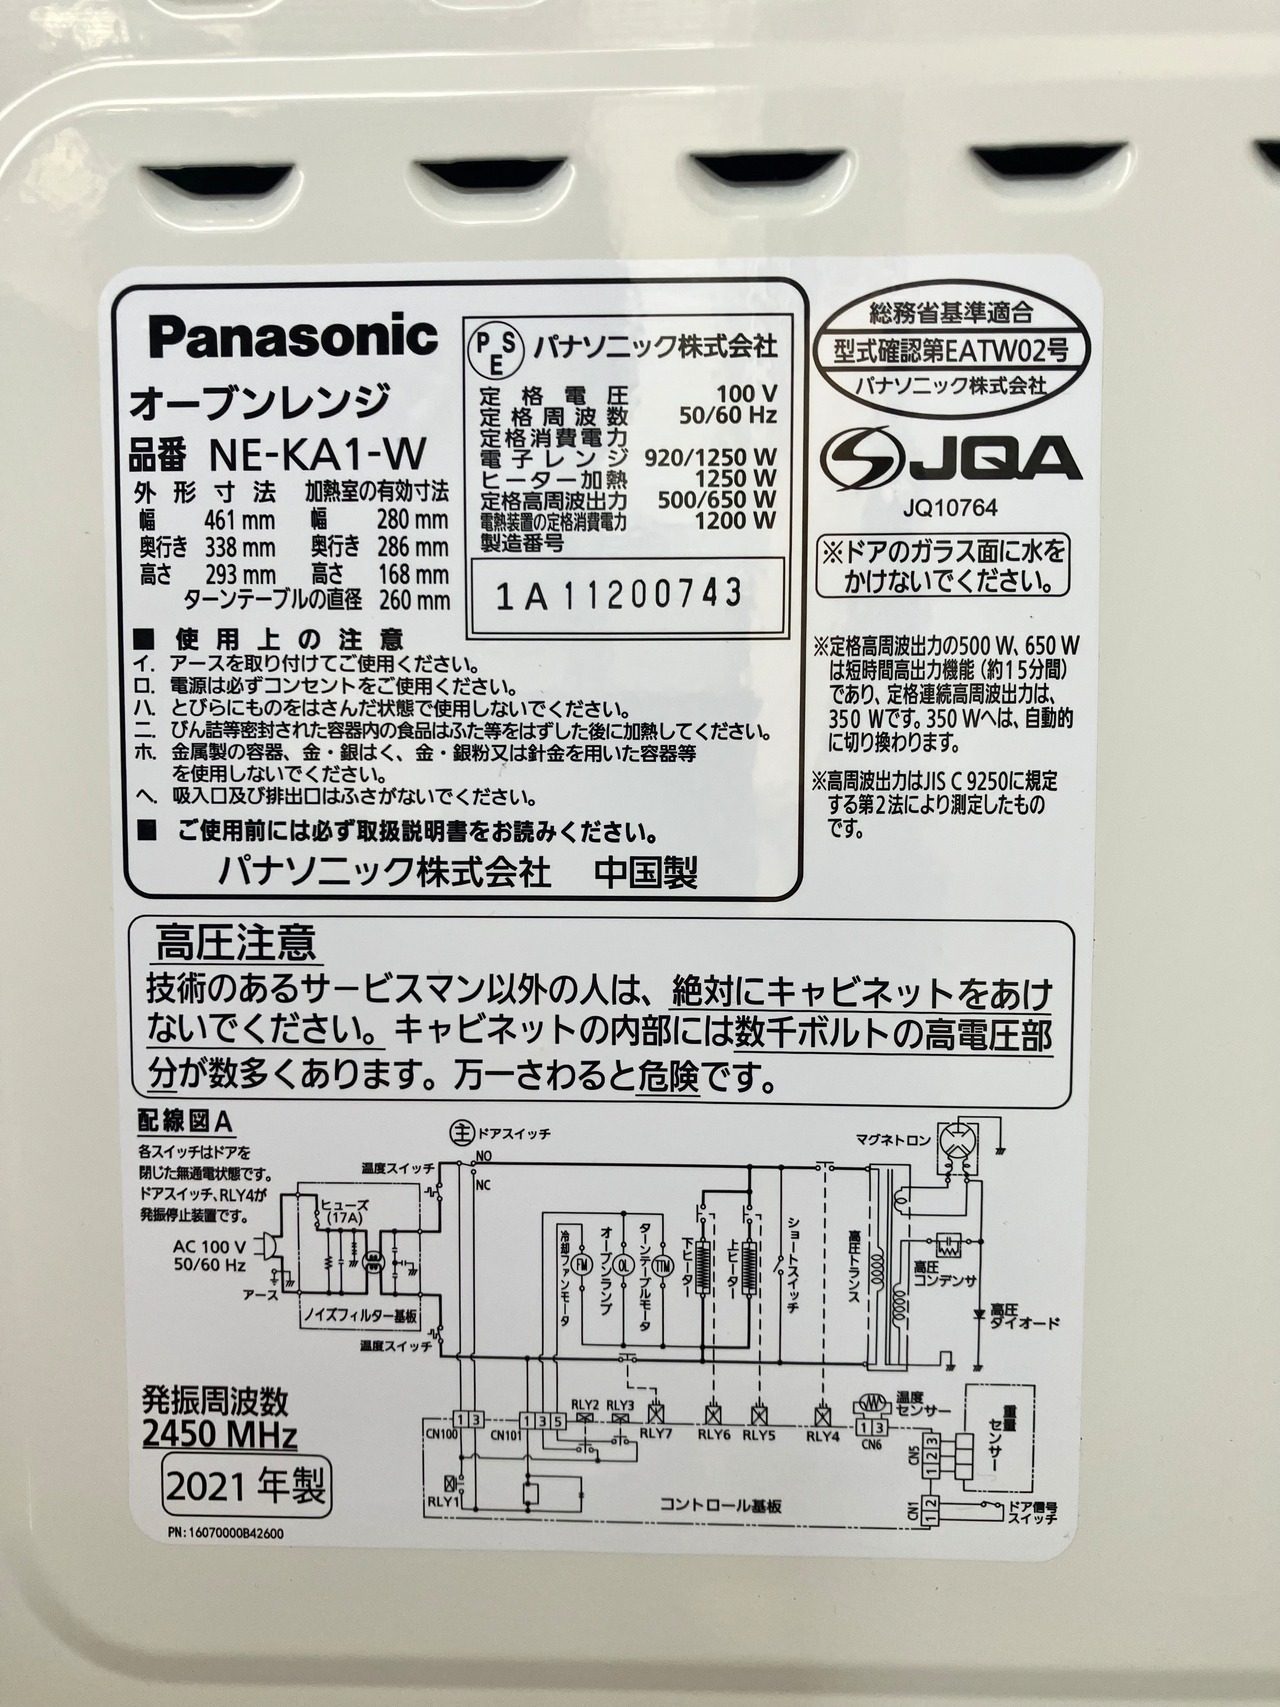 Panasonic
オーブンレンジ
品番 NE-KA1-W
外形寸法 加熱室の有効寸法
幅 461 mm 幅 280 mm
奥行き 338 mm 奥行き 286 mm
高さ 293 mm 高さ 168 mm
ターンテーブルの直径 260 mm
PSE パナソニック株式会社
定格電圧 100 V
定格周波数 50/60 Hz
定格消費電力
電子レンジ 920/1250 W
ヒーター加熱 1250 W
定格高周波出力 500/650 W
電熱装置の定格消費電力 1200 W
製造番号
1A11200743
■ 使用上の注意
イ. アースを取り付けてご使用ください。
ロ. 電源は必ずコンセントをご使用ください。
ハ. とびらにものをはさんだ状態で使用しないでください。
ニ. びん詰等密封された容器内の食品はふた等をはずした後に加熱してください。
ホ. 金属製の容器、金・銀はく、金・銀粉又は針金を用いた容器等
を使用しないでください。
ヘ. 吸入口及び排出口はふさがないでください。
■ ご使用前には必ず取扱説明書をお読みください。
パナソニック株式会社 中国製
総務省基準適合
型式確認第EATW02号
パナソニック株式会社
JQA
JQ10764
※ドアのガラス面に水を
かけないでください。
※定格高周波出力の500 W、650 W
は短時間高出力機能(約15分間)
であり、定格連続高周波出力は、
350 Wです。350 Wへは、自動的
に切り換わります。
※高周波出力はJIS C 9250に規定
する第2法により測定したもの
です。
高圧注意
技術のあるサービスマン以外の人は、絶対にキャビネットをあけ
ないでください。キャビネットの内部には数千ボルトの高電圧部
分が数多くあります。万一さわると危険です。
配線図A
各スイッチはドアを
閉じた無通電状態です。
ドアスイッチ、RLY4が
発振停止装置です。
AC 100 V
50/60 Hz
アース
ヒューズ
(17A)
ノイズフィルター基板
温度スイッチ
温度スイッチ
主 ドアスイッチ
NO
NC
冷却ファンモータ
FM
オーブンランプ
OL
ターンテーブルモータ
TTM
下ヒーター
上ヒーター
ショートスイッチ
高圧トランス
マグネトロン
高圧
コンデンサ
高圧
ダイオード
発振周波数
2450 MHz
2021年製
PN:16070000B42600
CN100
1 3
CN101
1 3 5
RLY2 RLY3
RLY7
RLY6
RLY5
RLY4
RLY1
温度
センサー
1 3
CN6
重量センサー
CN5
1 2 3
CN1
1 2
ドア信号
スイッチ
コントロール基板